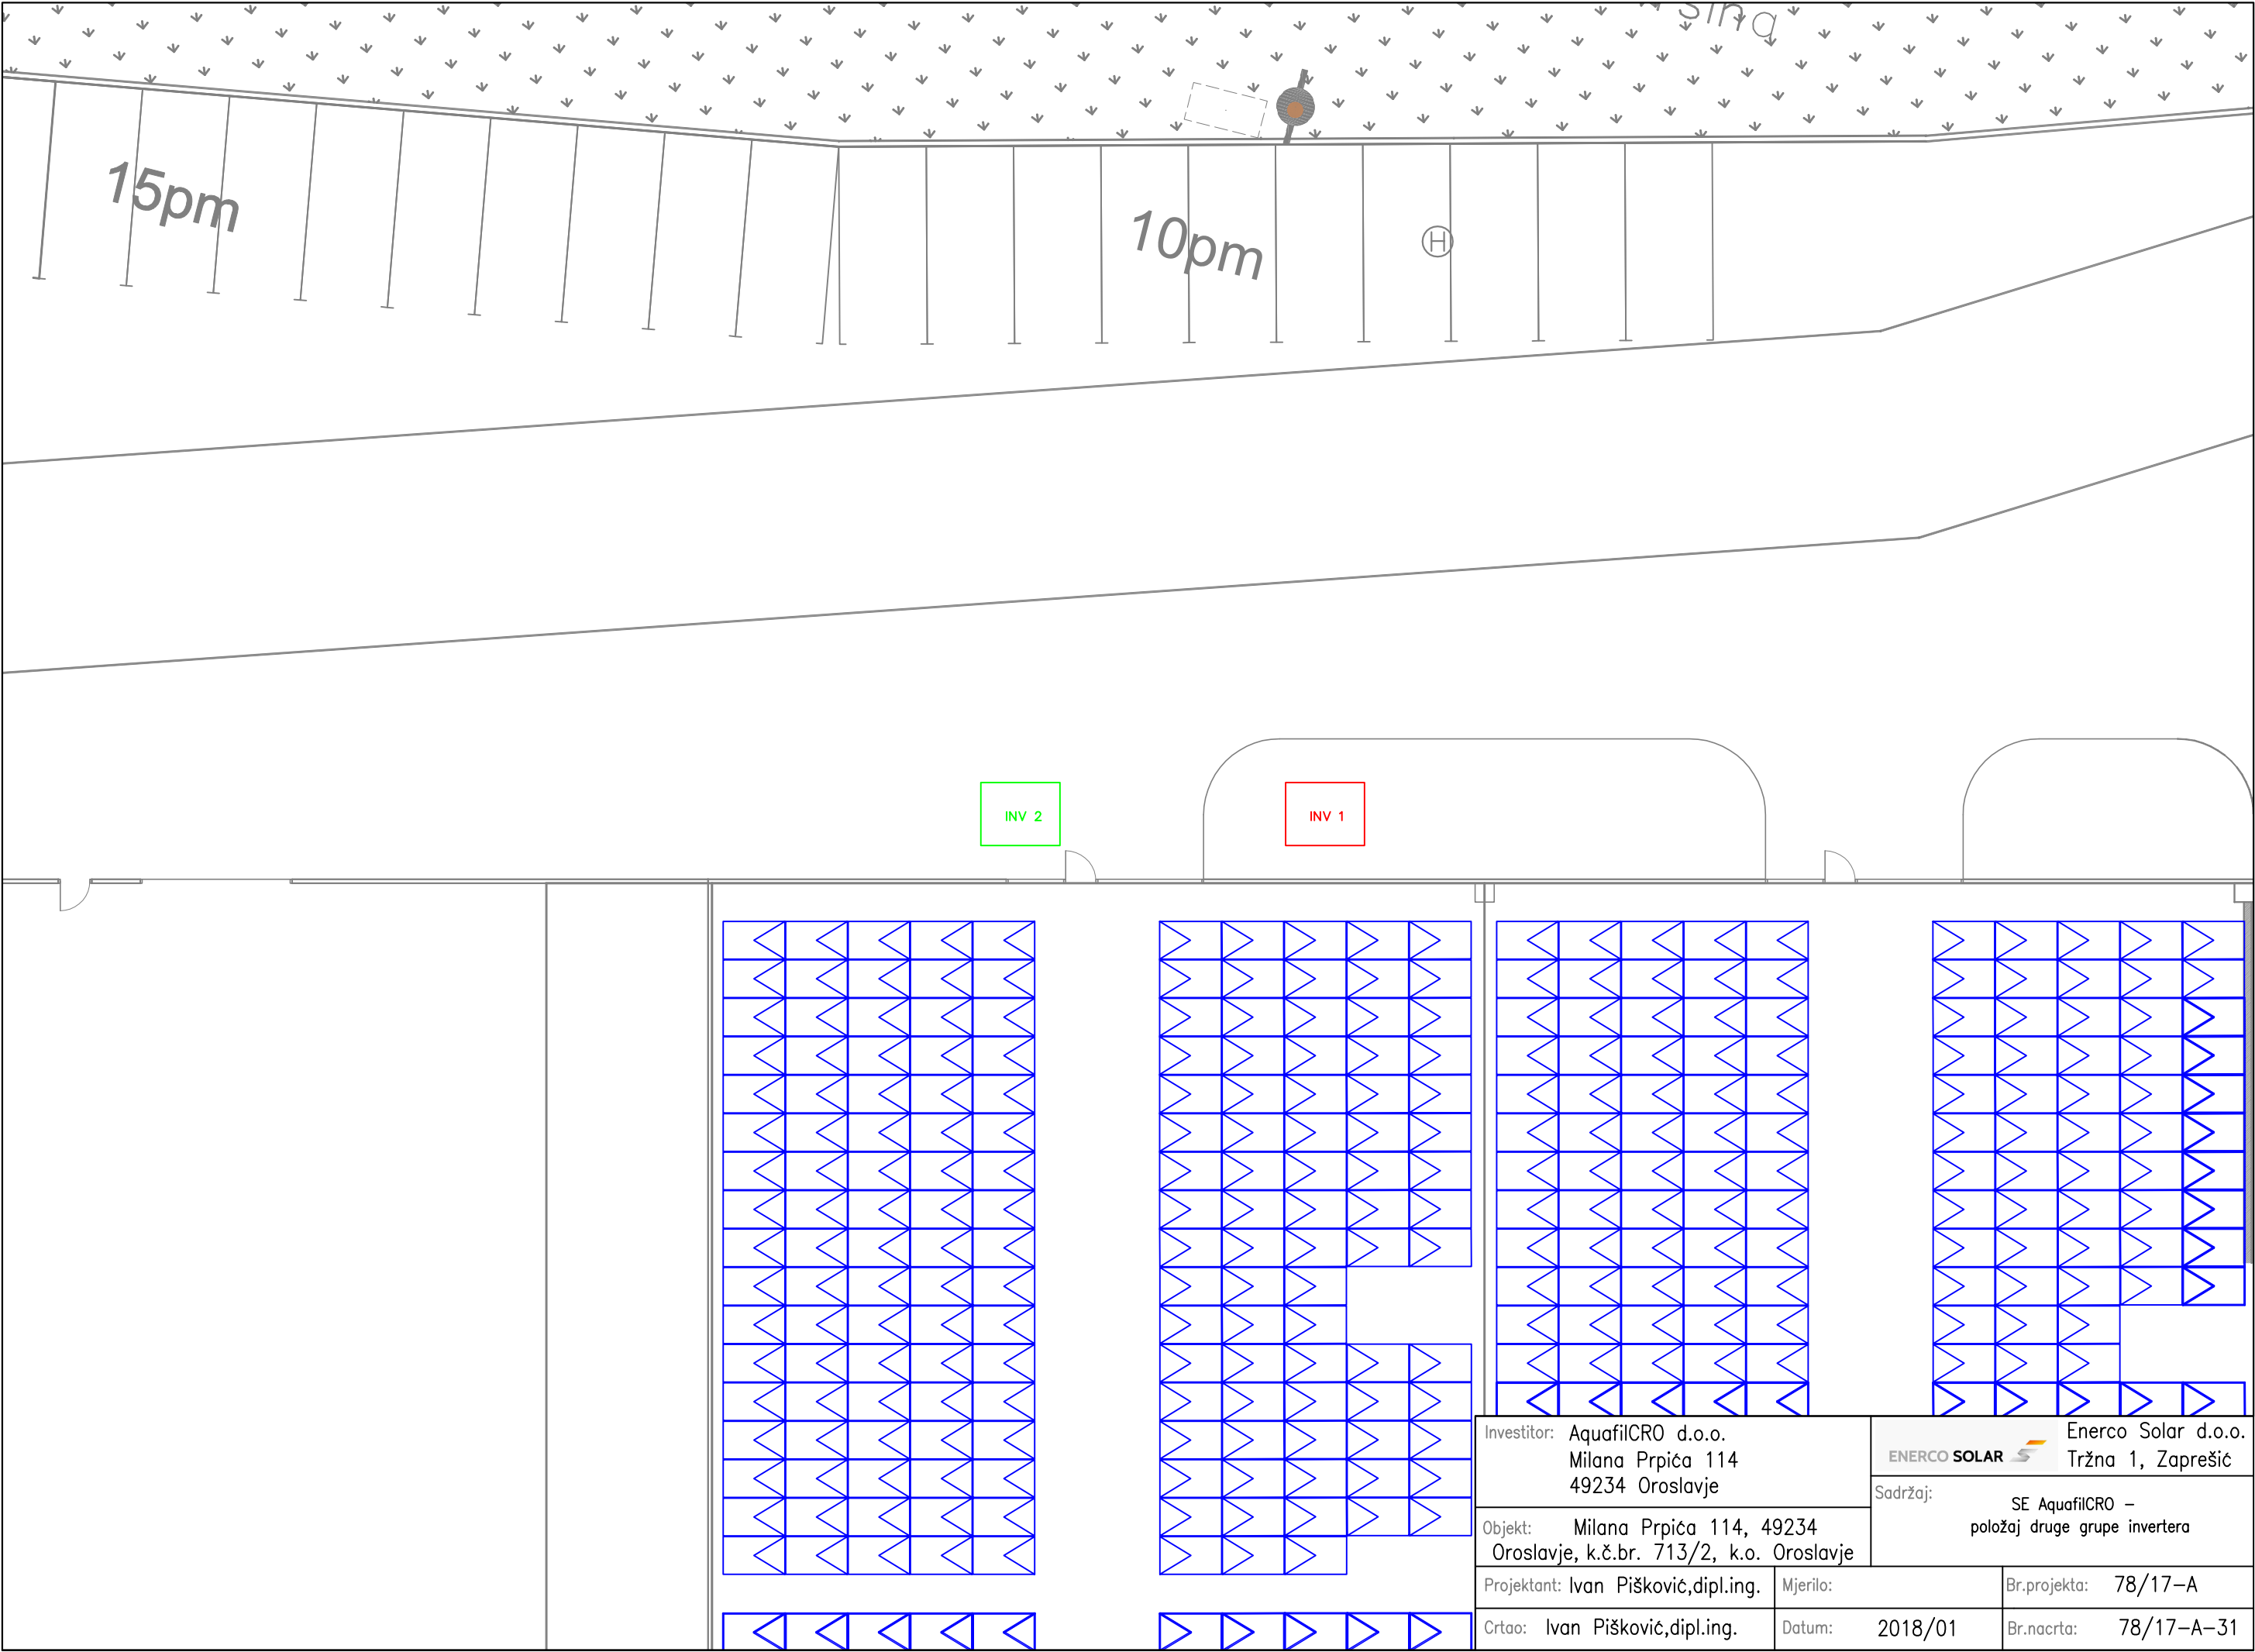 15pm
10pm
H
INV 2
INV 1
Investitor: AquafilCRO d.o.o.
Milana Prpića 114
49234 Oroslavje
ENERCO SOLAR
Enerco Solar d.o.o.
Tržna 1, Zaprešić
Objekt: Milana Prpića 114, 49234
Oroslavje, k.č.br. 713/2, k.o. Oroslavje
Sadržaj:
SE AquafilCRO –
položaj druge grupe invertera
Projektant: Ivan Pišković,dipl.ing.
Mjerilo:
Br.projekta: 78/17–A
Crtao: Ivan Pišković,dipl.ing.
Datum: 2018/01
Br.nacrta: 78/17–A–31